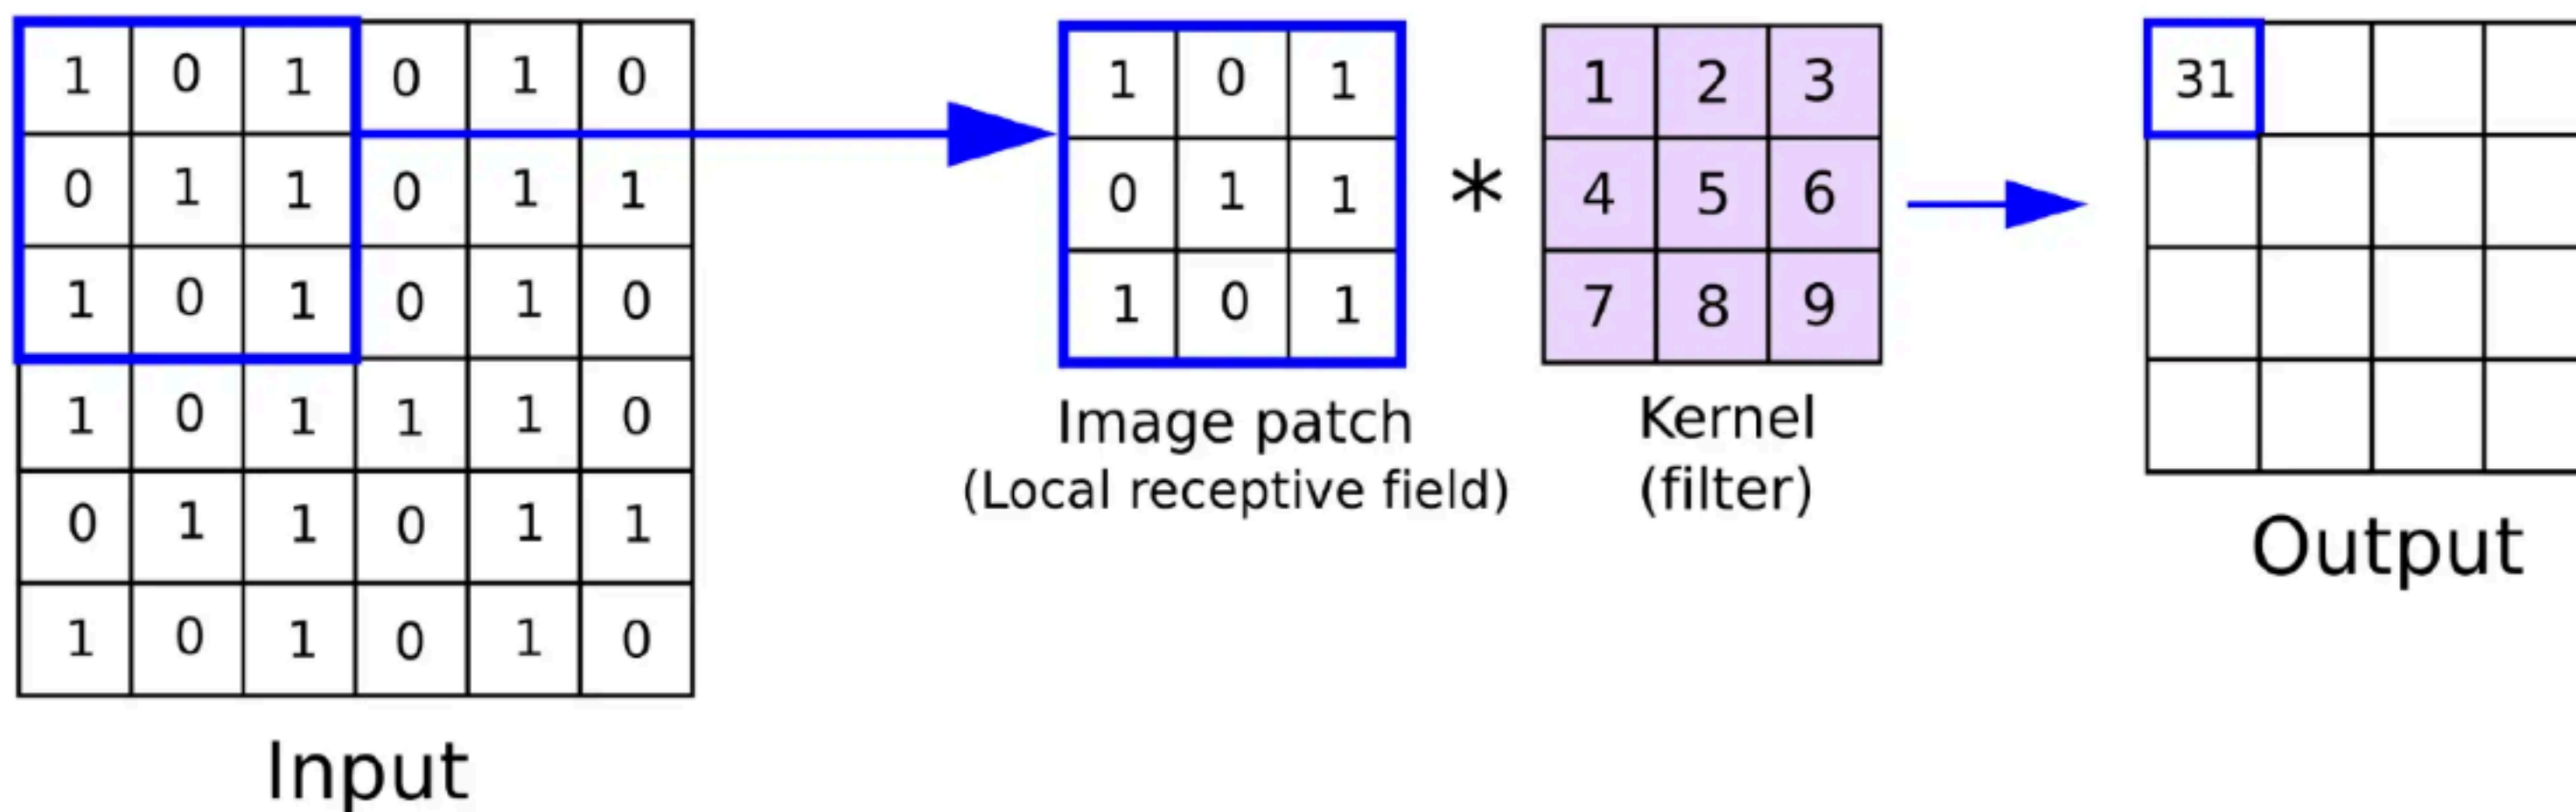 1 0 1 0 1 0
0 1 1 0 1 1
1 0 1 0 1 0
1 0 1 1 1 0
0 1 1 0 1 1
1 0 1 0 1 0
Input
1 0 1
0 1 1
1 0 1
Image patch
(Local receptive field)
*
1 2 3
4 5 6
7 8 9
Kernel
(filter)
31
Output